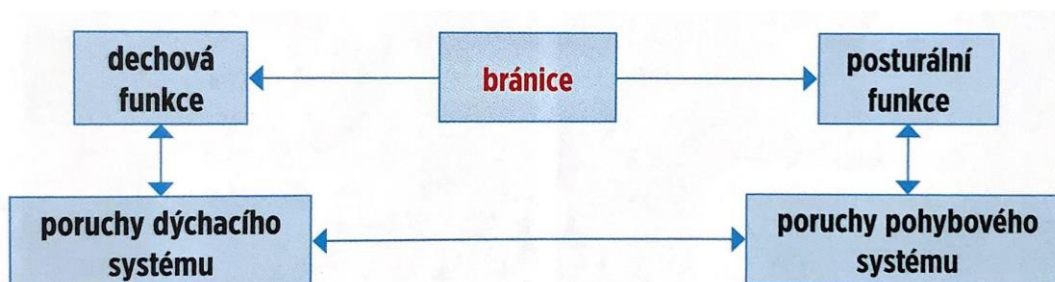 dechová
funkce
bránice
posturální
funkce
poruchy dýchacího
systému
poruchy pohybového
systému